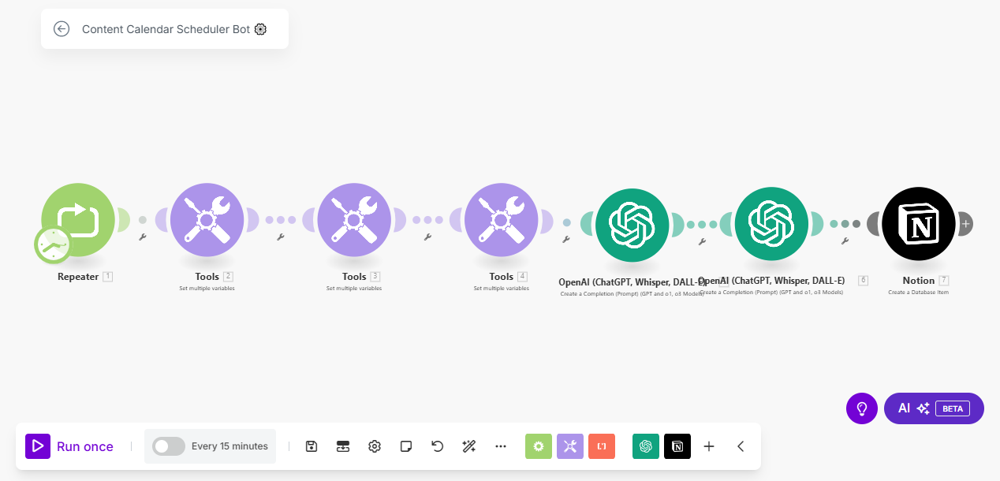 Content Calendar Scheduler Bot
Repeater 1
Tools 2
Set multiple variables
Tools 3
Set multiple variables
Tools 4
Set multiple variables
OpenAI (ChatGPT, Whisper, DALL-E)
Create a Completion (Prompt) (GPT and o1, o3 Models)
OpenAI (ChatGPT, Whisper, DALL-E) 6
Create a Completion (Prompt) (GPT and o1, o3 Models)
Notion 7
Create a Database Item
AI BETA
Run once
Every 15 minutes